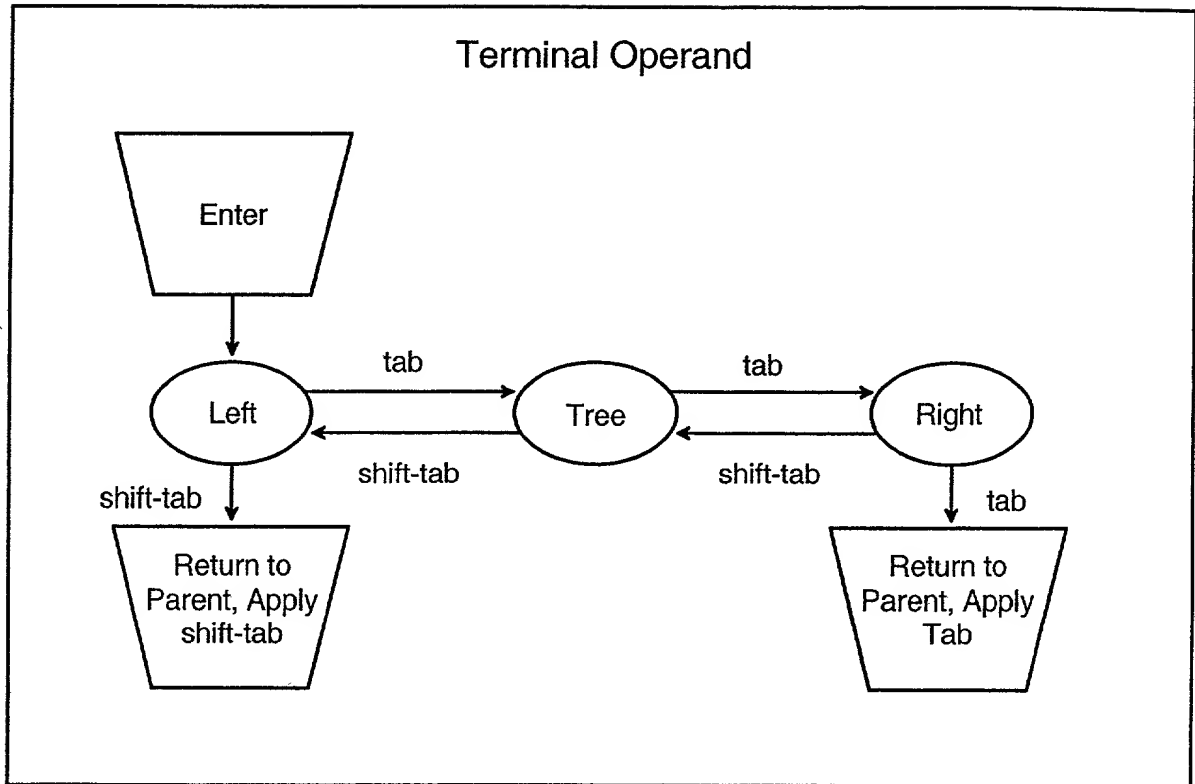 Terminal Operand
Enter
tab
tab
Left
Tree
Right
shift-tab
shift-tab
shift-tab
tab
Return to
Parent, Apply
shift-tab
Return to
Parent, Apply
Tab